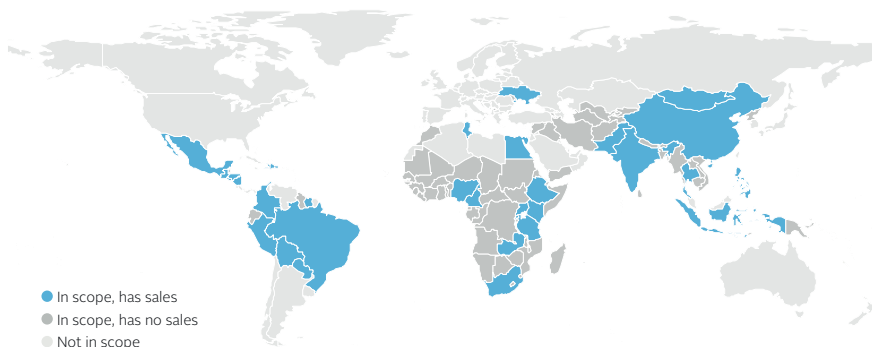 In scope, has sales
In scope, has no sales
Not in scope